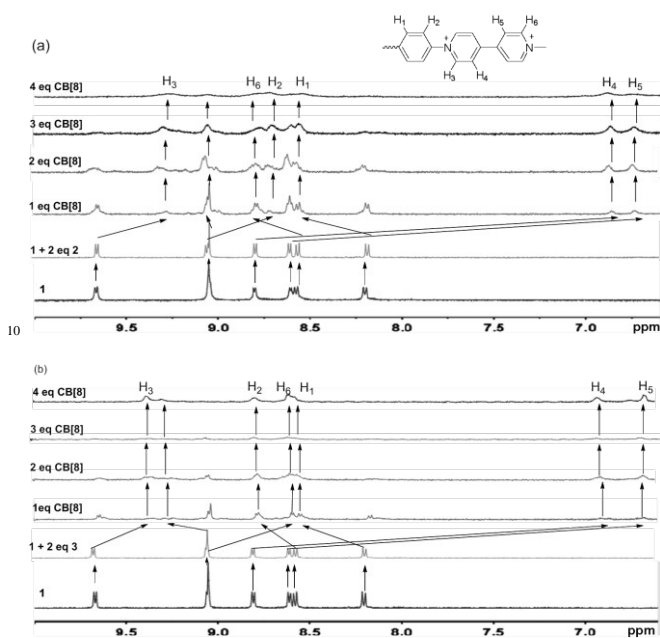 H₁ H₂ H₅ H₆
(a)
+
N
+
N
H₃ H₄
H₃ H₆ H₂ H₁ H₄ H₅
4 eq CB[8]
3 eq CB[8]
2 eq CB[8]
1 eq CB[8]
1 + 2 eq 2
1
9.5 9.0 8.5 8.0 7.5 7.0 ppm
10
(b)
H₃ H₂ H₆ H₁ H₄ H₅
4 eq CB[8]
3 eq CB[8]
2 eq CB[8]
1eq CB[8]
1 + 2 eq 3
1
9.5 9.0 8.5 8.0 7.5 7.0 ppm